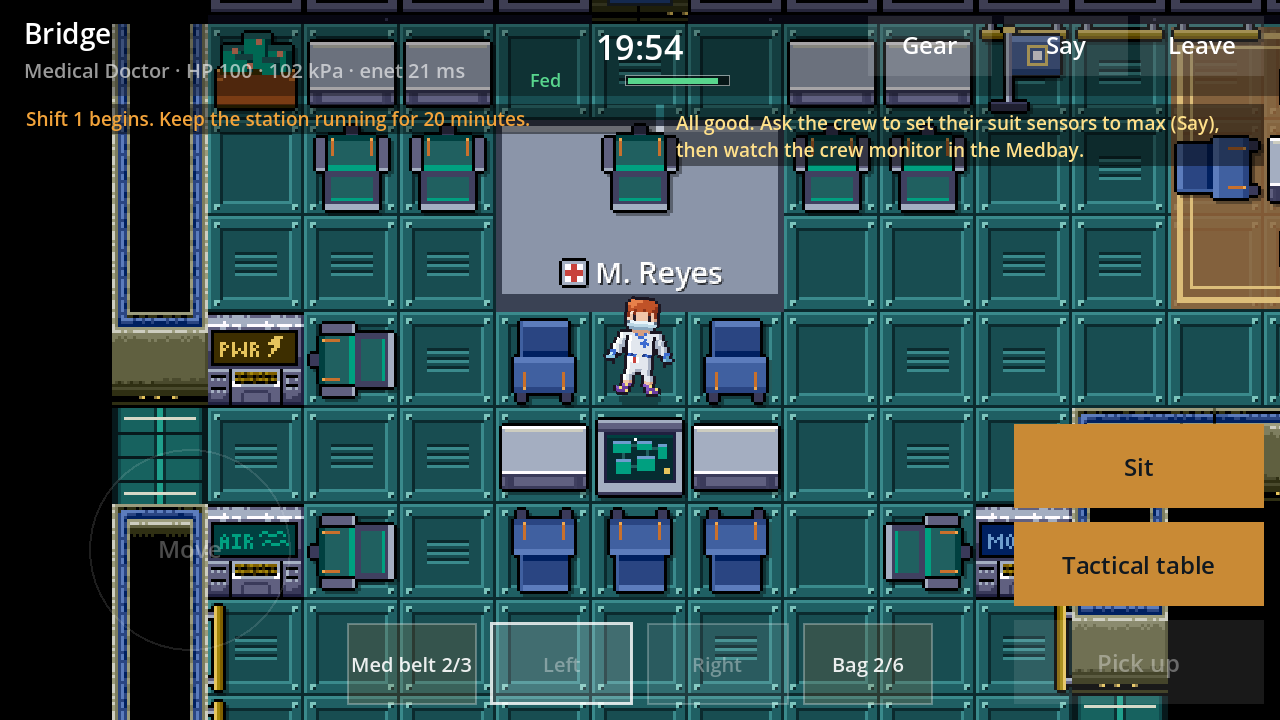 Bridge
19:54
Gear
Say
Leave
Medical Doctor · HP 100 · 102 kPa · enet 21 ms
Fed
Shift 1 begins. Keep the station running for 20 minutes.
All good. Ask the crew to set their suit sensors to max (Say),
then watch the crew monitor in the Medbay.
M. Reyes
PWR
Sit
AIR
Move
MO
Tactical table
Med belt 2/3
Left
Right
Bag 2/6
Pick up